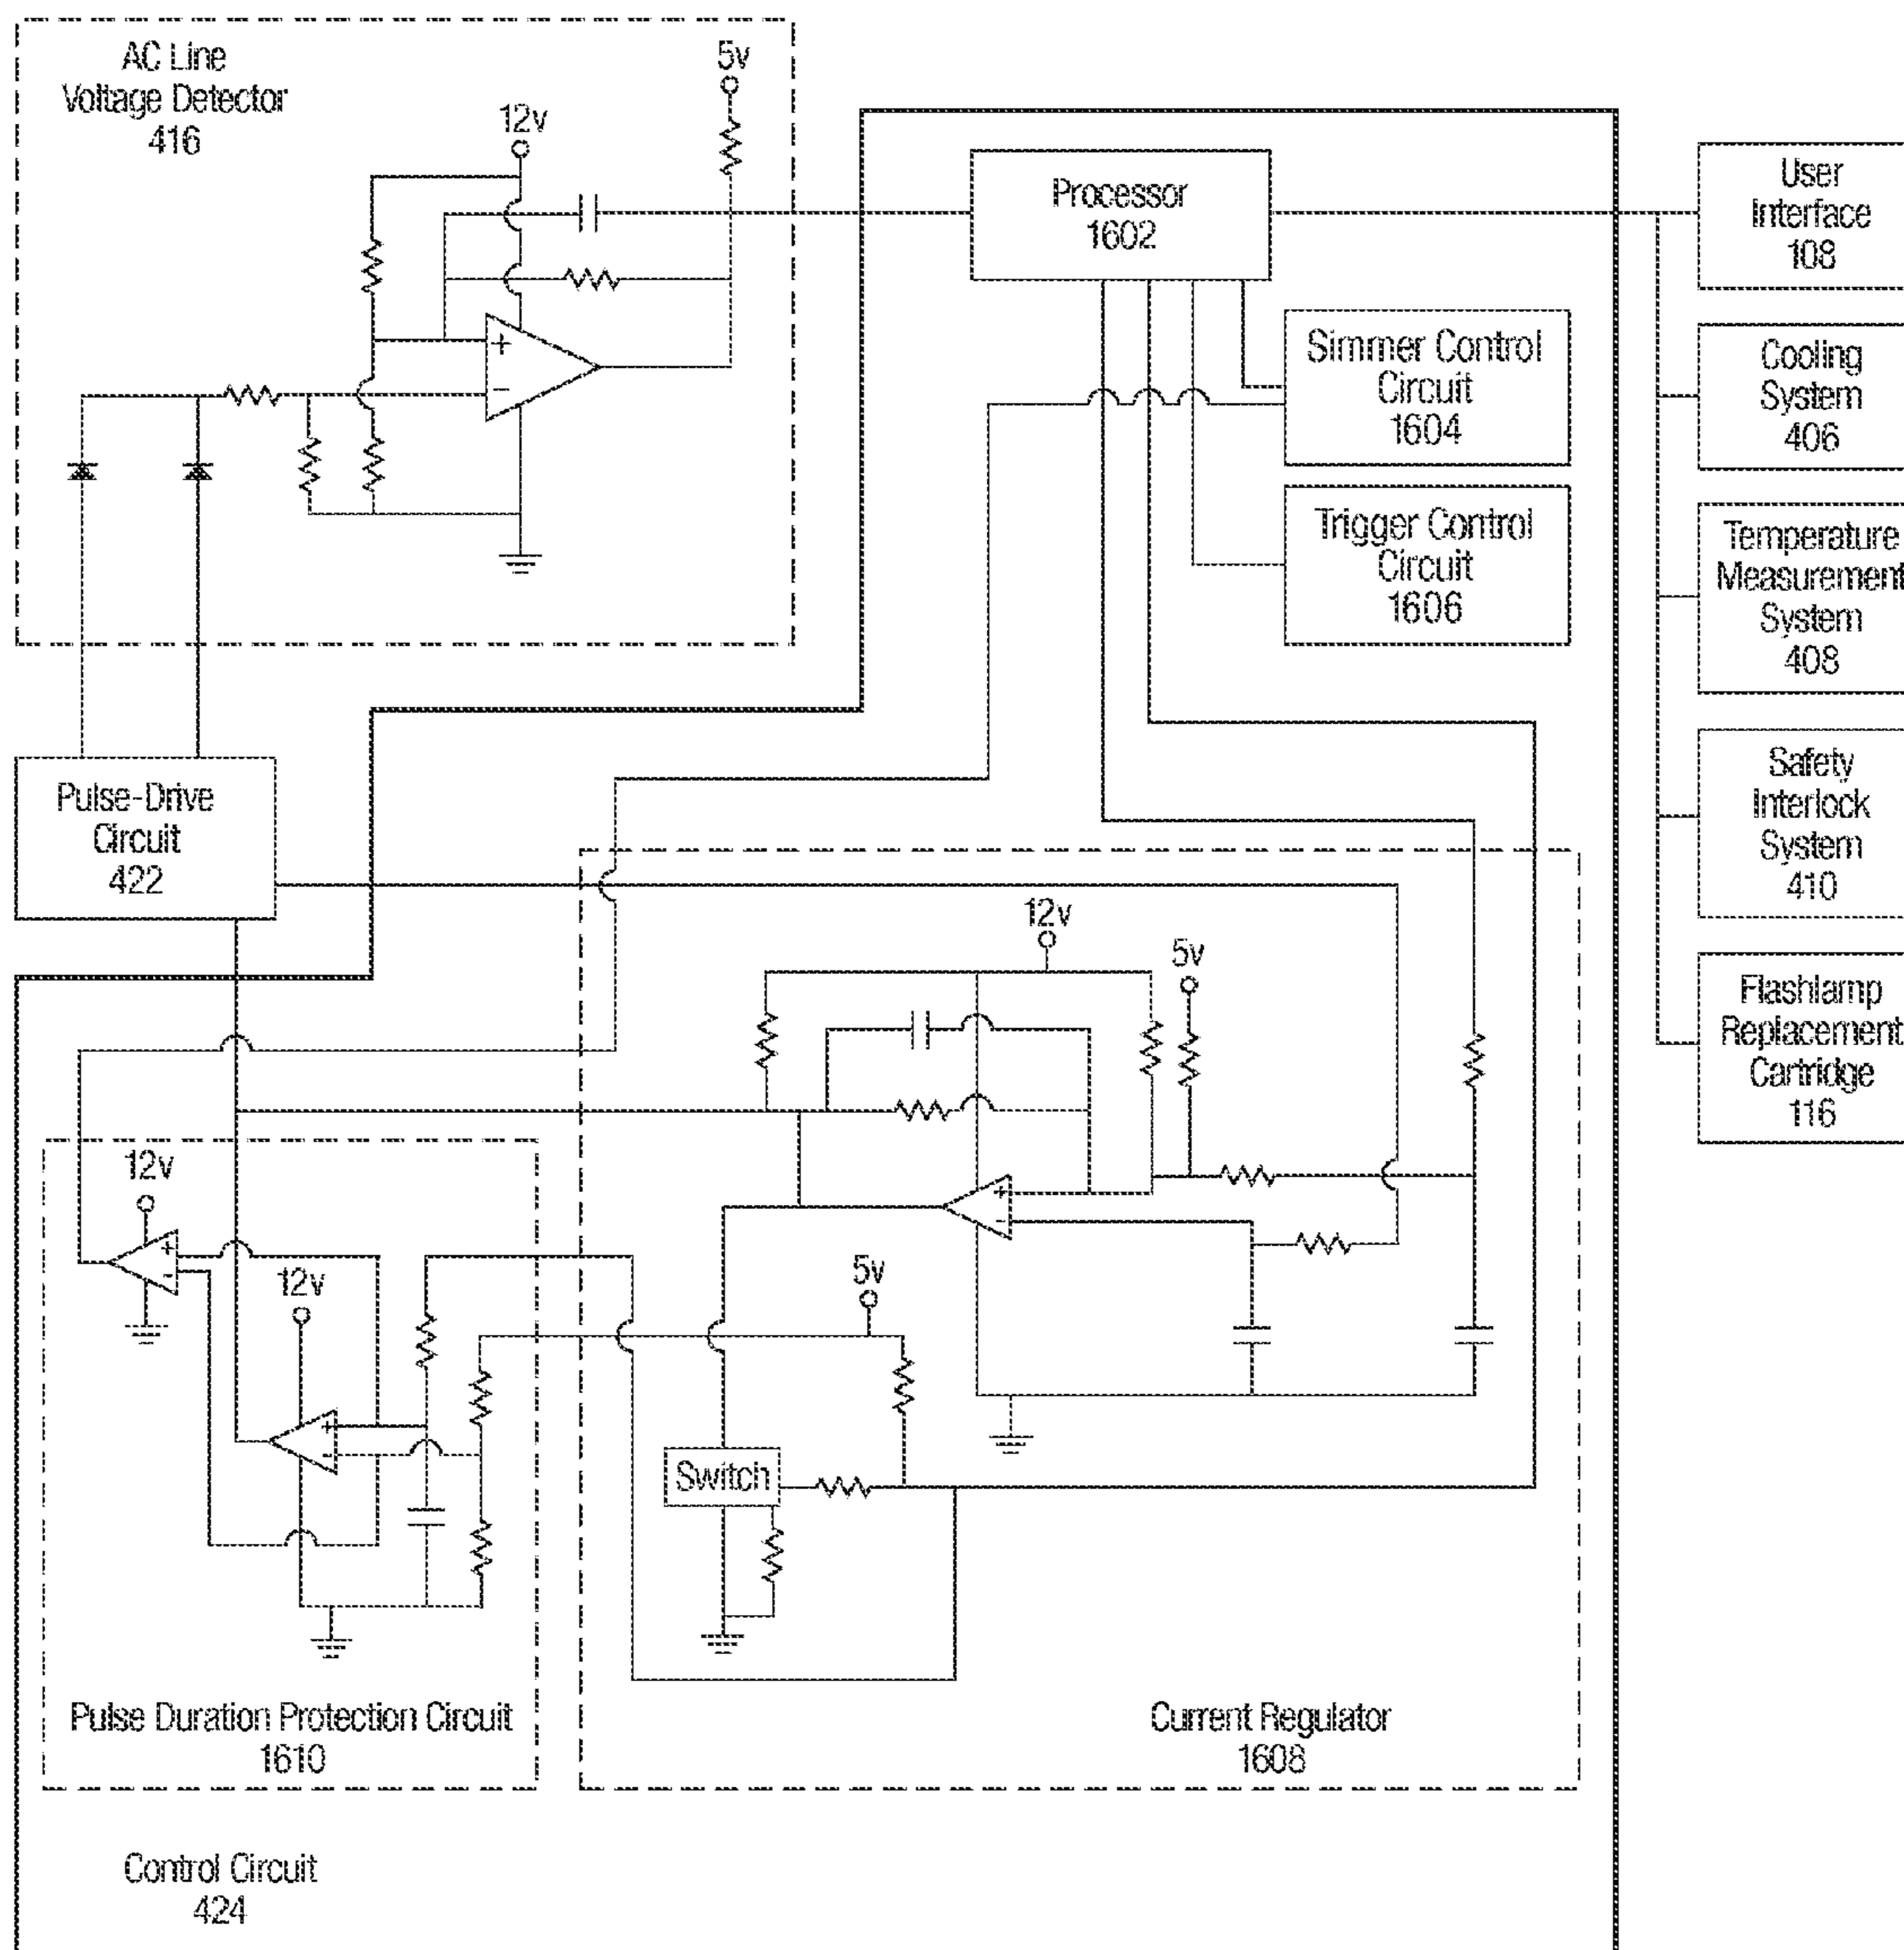 AC Line
Voltage Detector
416
5v
12v
+
-
Processor
1602
User
Interface
108
Simmer Control
Circuit
1604
Cooling
System
406
Trigger Control
Circuit
1606
Temperature
Measurement
System
408
Pulse-Drive
Circuit
422
Safety
Interlock
System
410
12v
5v
Flashlamp
Replacement
Cartridge
116
+
-
12v
+
-
12v
5v
+
-
Switch
Pulse Duration Protection Circuit
1610
Current Regulator
1608
Control Circuit
424